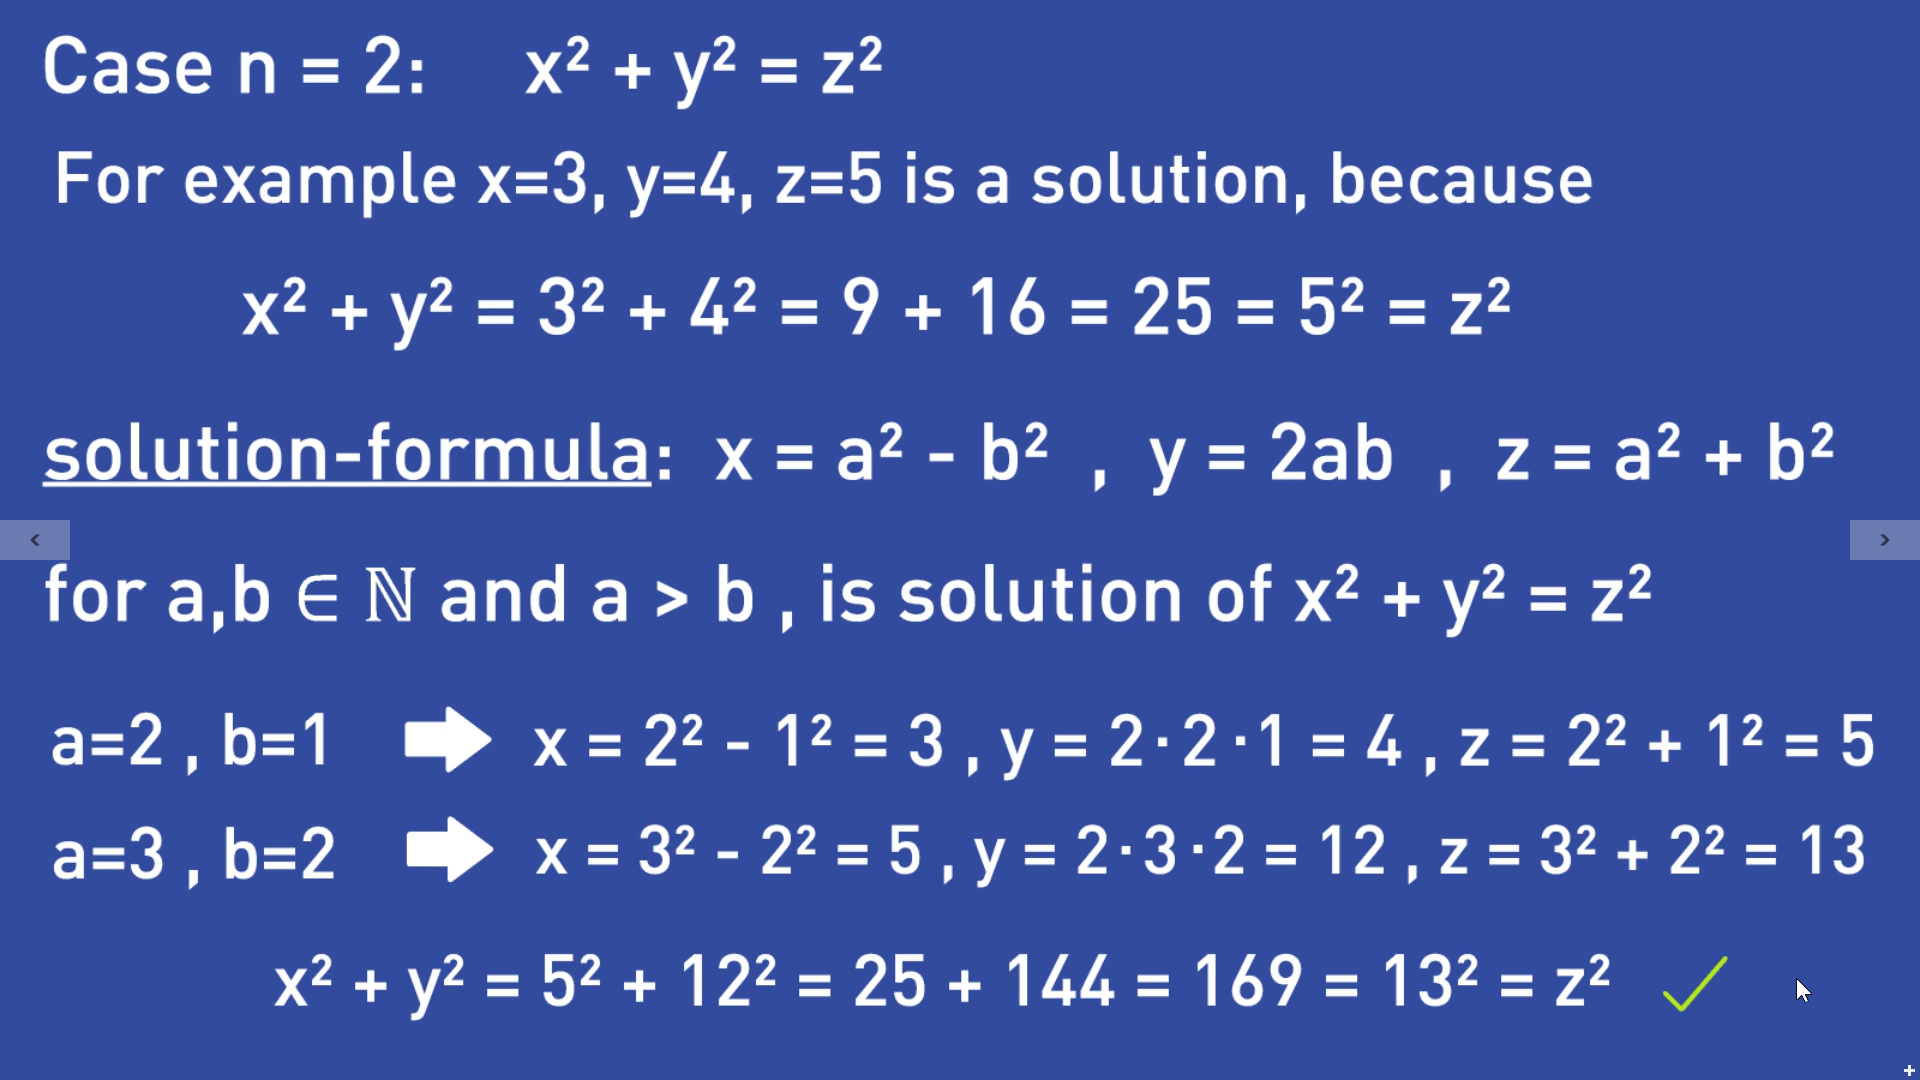 Case n = 2: x² + y² = z²
For example x=3, y=4, z=5 is a solution, because
x² + y² = 3² + 4² = 9 + 16 = 25 = 5² = z²
solution-formula: x = a² - b² , y = 2ab , z = a² + b²
for a,b ∈ ℕ and a > b , is solution of x² + y² = z²
a=2 , b=1 x = 2² - 1² = 3 , y = 2·2·1 = 4 , z = 2² + 1² = 5
a=3 , b=2 x = 3² - 2² = 5 , y = 2·3·2 = 12 , z = 3² + 2² = 13
x² + y² = 5² + 12² = 25 + 144 = 169 = 13² = z²